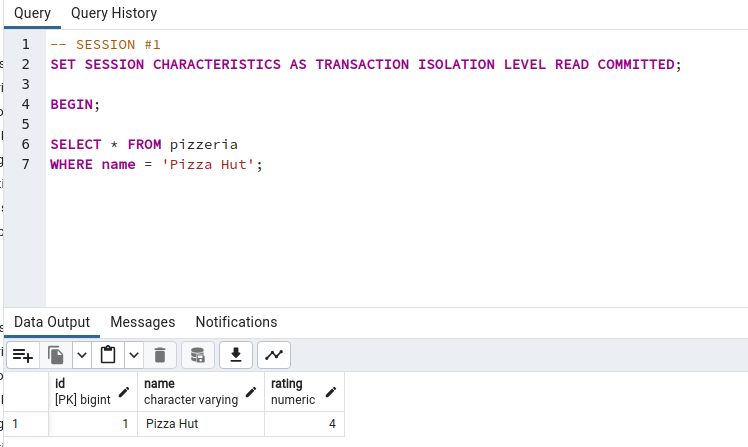 Query Query History
1 -- SESSION #1
2 SET SESSION CHARACTERISTICS AS TRANSACTION ISOLATION LEVEL READ COMMITTED;
3
4 BEGIN;
5
6 SELECT * FROM pizzeria
7 WHERE name = 'Pizza Hut';
Data Output Messages Notifications
id name rating
[PK] bigint character varying numeric
1 1 Pizza Hut 4